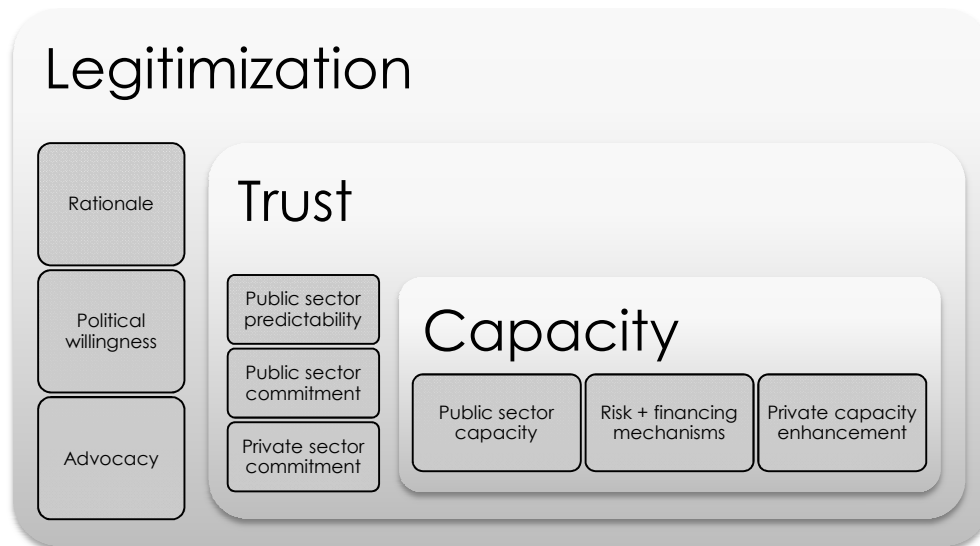 Legitimization
Rationale
Political
willingness
Advocacy
Trust
Public sector
predictability
Public sector
commitment
Private sector
commitment
Capacity
Public sector
capacity
Risk + financing
mechanisms
Private capacity
enhancement